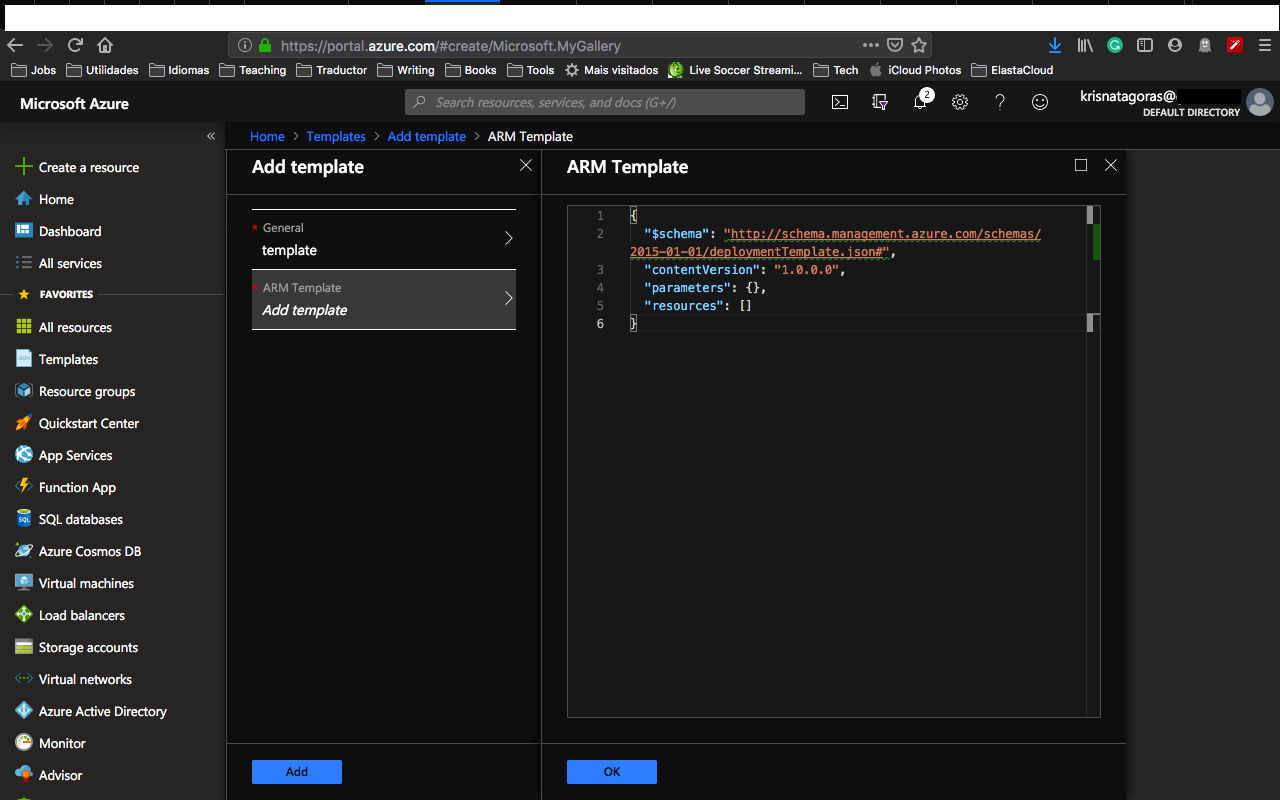 https://portal.azure.com/#create/Microsoft.MyGallery
Jobs Utilidades Idiomas Teaching Traductor Writing Books Tools Mais visitados Live Soccer Streami... Tech iCloud Photos ElastaCloud
Microsoft Azure
Search resources, services, and docs (G+/)
2
krisnatagoras@
DEFAULT DIRECTORY
«
Home > Templates > Add template > ARM Template
Create a resource
Home
Dashboard
All services
FAVORITES
All resources
Templates
Resource groups
Quickstart Center
App Services
Function App
SQL databases
Azure Cosmos DB
Virtual machines
Load balancers
Storage accounts
Virtual networks
Azure Active Directory
Monitor
Advisor
Add template
* General
template
* ARM Template
Add template
Add
ARM Template
1 {
2 "$schema": "http://schema.management.azure.com/schemas/
2015-01-01/deploymentTemplate.json#",
3 "contentVersion": "1.0.0.0",
4 "parameters": {},
5 "resources": []
6 }
OK